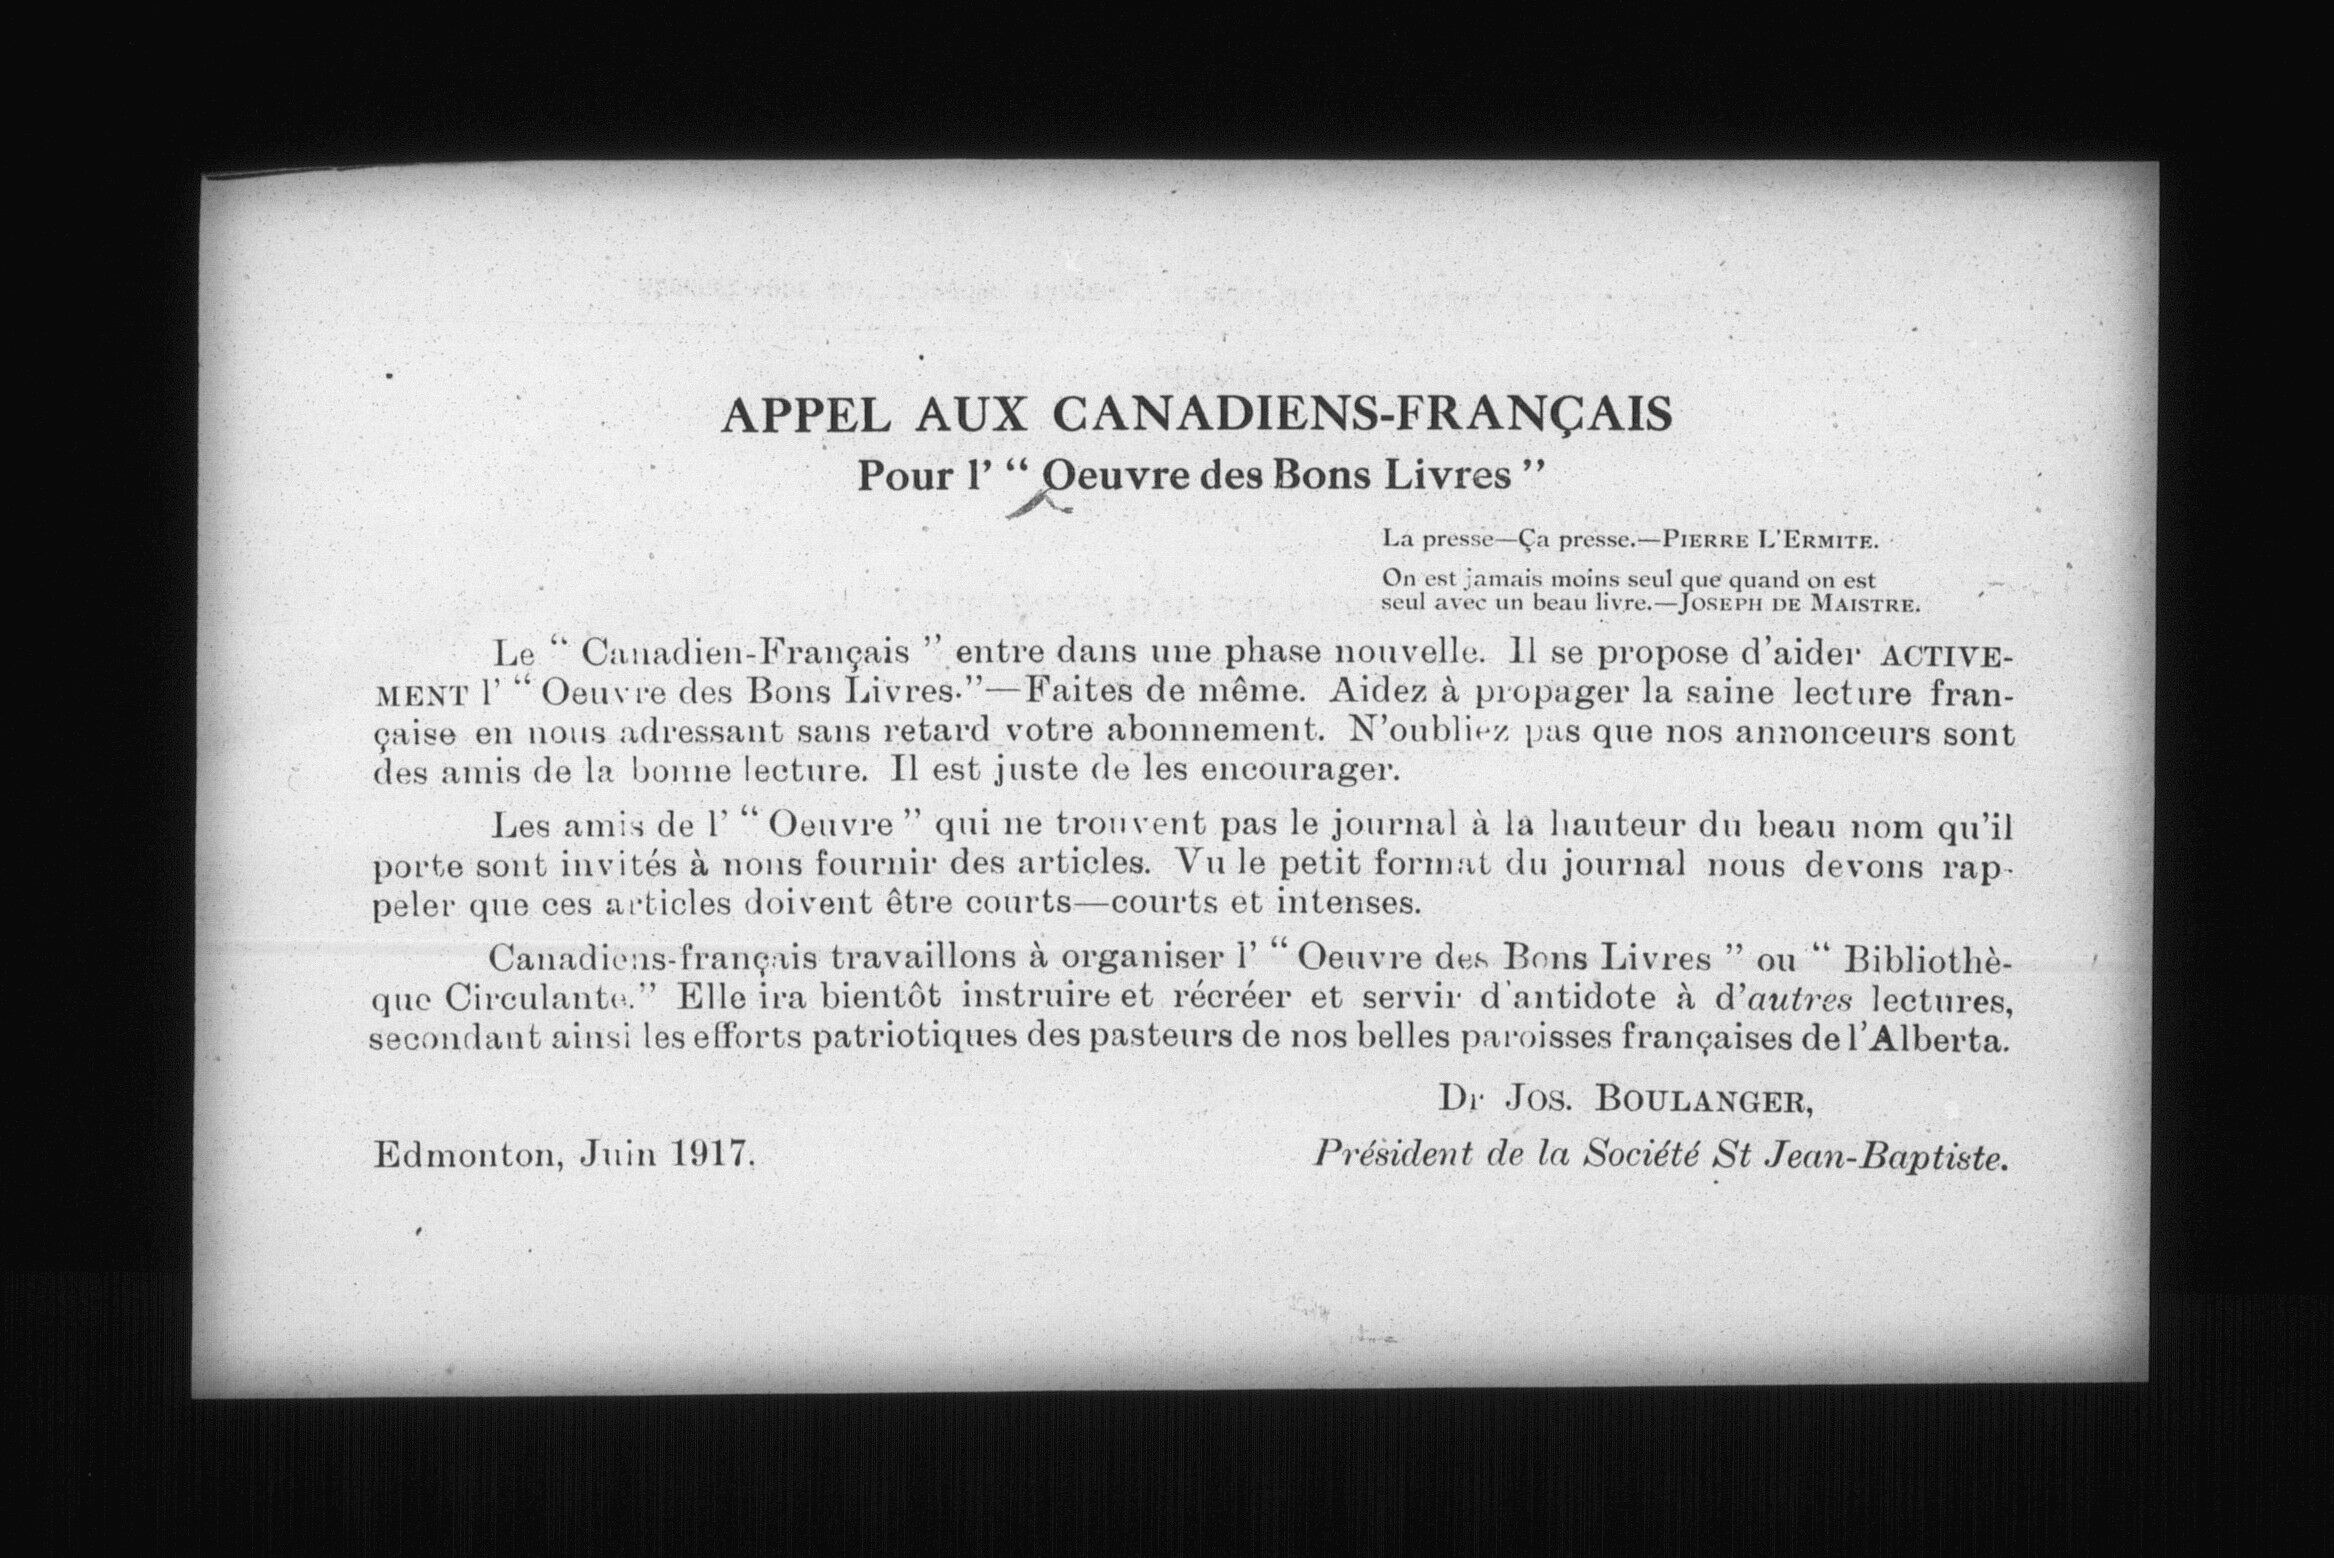 APPEL AUX CANADIENS-FRANÇAIS
Pour l' “ Oeuvre des Bons Livres ”
La presse—Ça presse.—PIERRE L'ERMITE.
On est jamais moins seul que quand on est
seul avec un beau livre.—JOSEPH DE MAISTRE.
Le “ Canadien-Français ” entre dans une phase nouvelle. Il se propose d'aider ACTIVE-
MENT l' “ Oeuvre des Bons Livres.”—Faites de même. Aidez à propager la saine lecture fran-
çaise en nous adressant sans retard votre abonnement. N'oubliez pas que nos annonceurs sont
des amis de la bonne lecture. Il est juste de les encourager.
Les amis de l' “ Oeuvre ” qui ne trouvent pas le journal à la hauteur du beau nom qu'il
porte sont invités à nous fournir des articles. Vu le petit format du journal nous devons rap-
peler que ces articles doivent être courts—courts et intenses.
Canadiens-français travaillons à organiser l' “ Oeuvre des Bons Livres ” ou “ Bibliothè-
que Circulante.” Elle ira bientôt instruire et récréer et servir d'antidote à d'autres lectures,
secondant ainsi les efforts patriotiques des pasteurs de nos belles paroisses françaises de l'Alberta.
Dr JOS. BOULANGER,
Edmonton, Juin 1917. Président de la Société St Jean-Baptiste.